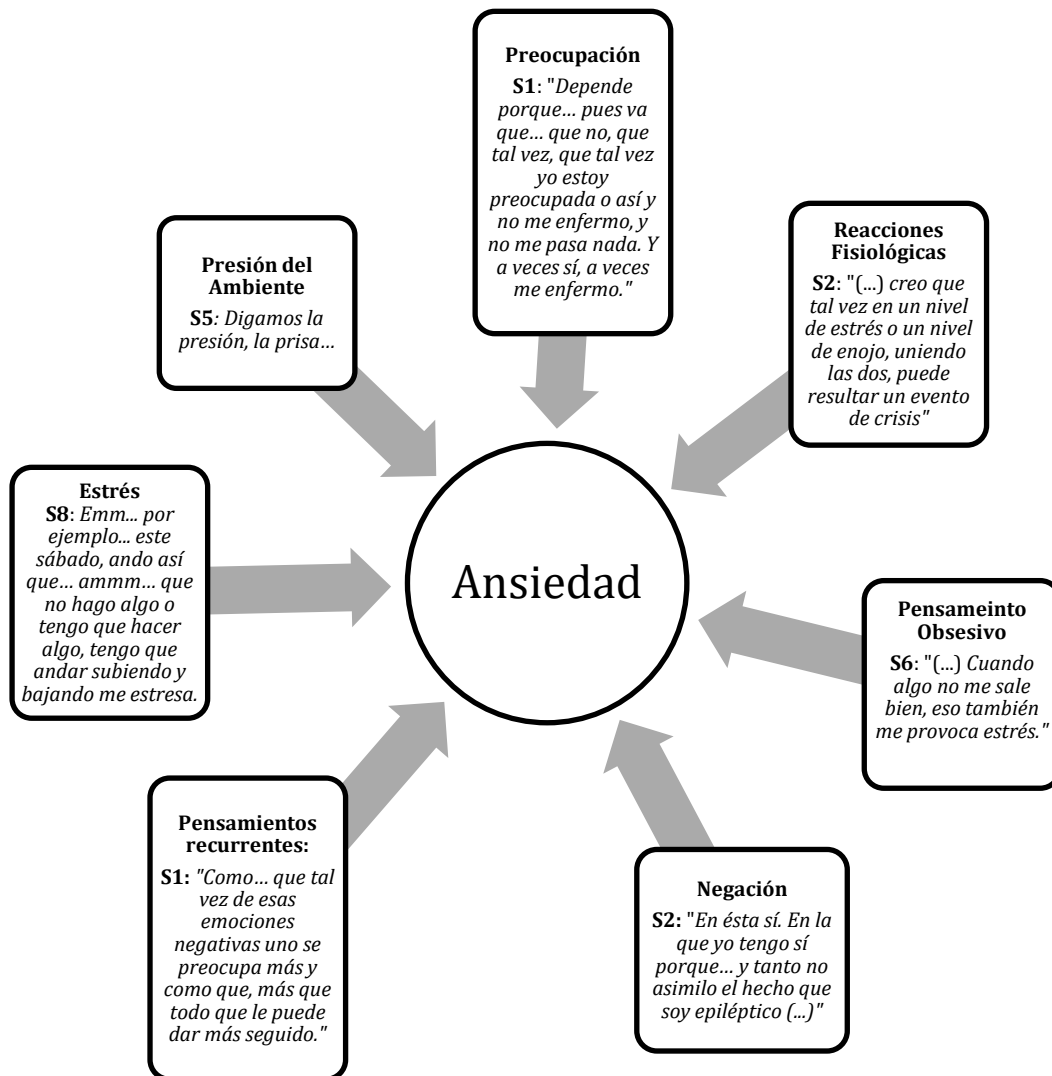 Preocupación
S1: "Depende
porque… pues va
que… que no, que
tal vez, que tal vez
yo estoy
preocupada o así y
no me enfermo, y
no me pasa nada. Y
a veces sí, a veces
me enfermo."
Reacciones
Fisiológicas
S2: "(...) creo que
tal vez en un nivel
de estrés o un nivel
de enojo, uniendo
las dos, puede
resultar un evento
de crisis"
Presión del
Ambiente
S5: Digamos la
presión, la prisa…
Estrés
S8: Emm... por
ejemplo... este
sábado, ando así
que… ammm… que
no hago algo o
tengo que hacer
algo, tengo que
andar subiendo y
bajando me estresa.
Ansiedad
Pensameinto
Obsesivo
S6: "(...) Cuando
algo no me sale
bien, eso también
me provoca estrés."
Pensamientos
recurrentes:
S1: "Como… que tal
vez de esas
emociones
negativas uno se
preocupa más y
como que, más que
todo que le puede
dar más seguido."
Negación
S2: "En ésta sí. En la
que yo tengo sí
porque… y tanto no
asimilo el hecho que
soy epiléptico (...)"